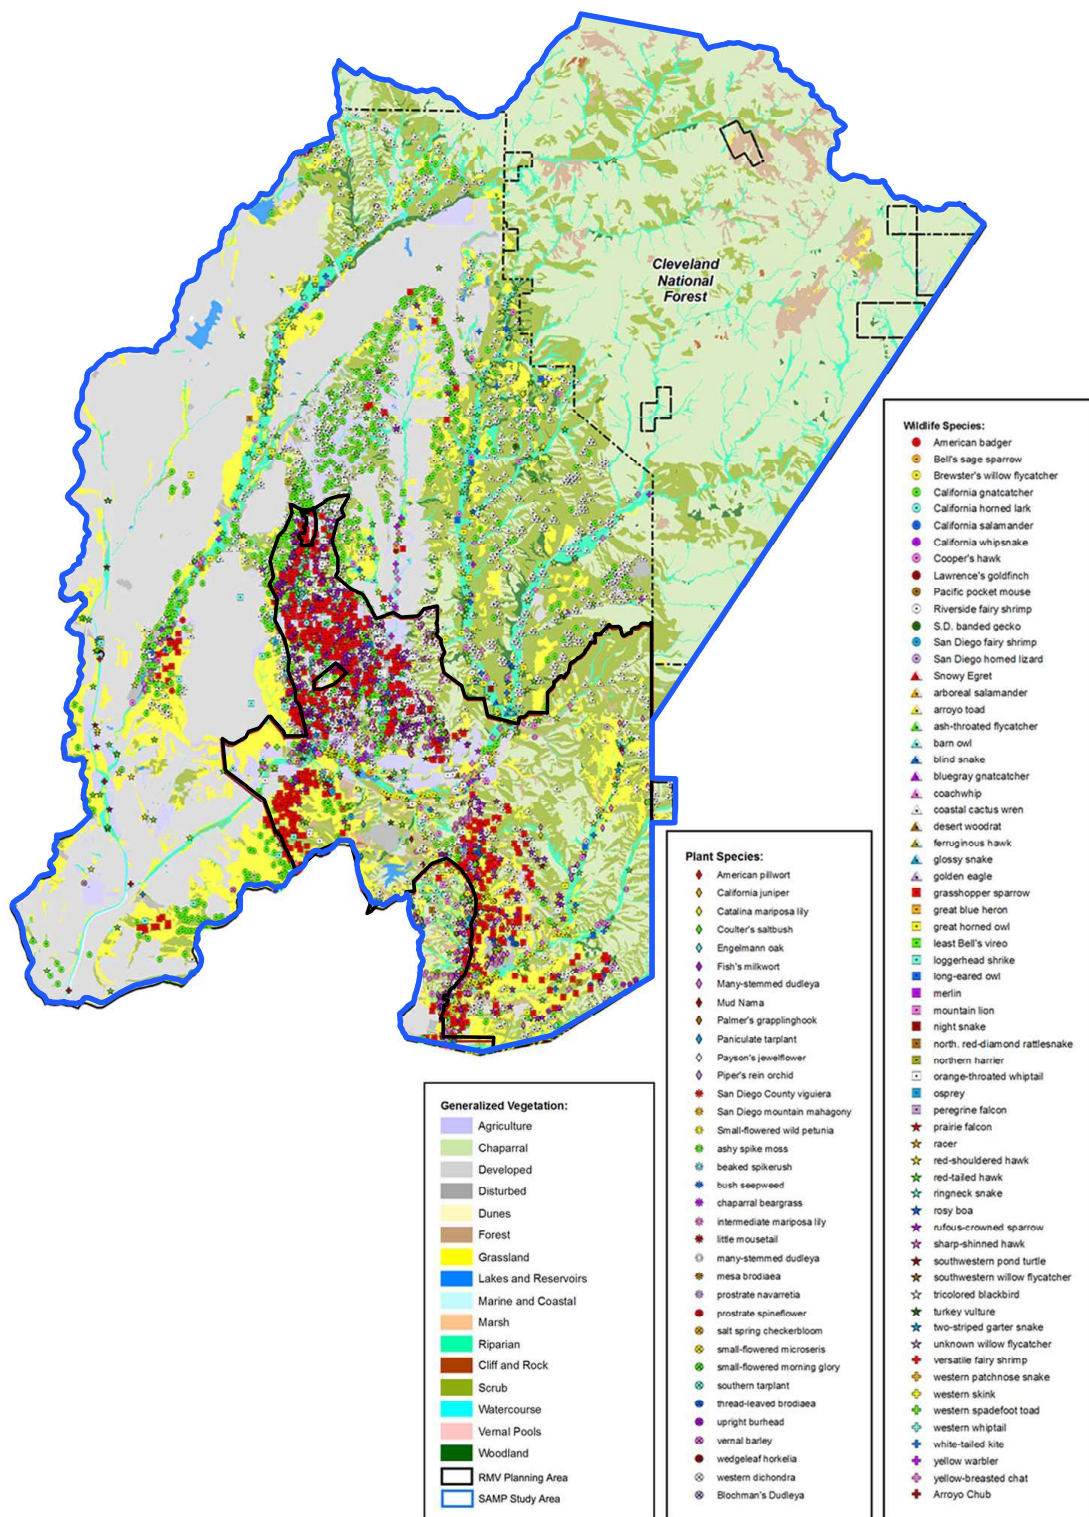 Cleveland
National
Forest
Wildlife Species:
American badger
Bell's sage sparrow
Brewster's willow flycatcher
California gnatcatcher
California horned lark
California salamander
California whipsnake
Cooper's hawk
Lawrence's goldfinch
Pacific pocket mouse
Riverside fairy shrimp
S.D. banded gecko
San Diego fairy shrimp
San Diego horned lizard
Snowy Egret
arboreal salamander
arroyo toad
ash-throated flycatcher
barn owl
blind snake
bluegray gnatcatcher
coachwhip
coastal cactus wren
desert woodrat
ferruginous hawk
glossy snake
golden eagle
grasshopper sparrow
great blue heron
great horned owl
least Bell's vireo
loggerhead shrike
long-eared owl
merlin
mountain lion
night snake
north. red-diamond rattlesnake
northern harrier
orange-throated whiptail
osprey
peregrine falcon
prairie falcon
racer
red-shouldered hawk
red-tailed hawk
ringneck snake
rosy boa
rufous-crowned sparrow
sharp-shinned hawk
southwestern pond turtle
southwestern willow flycatcher
tricolored blackbird
turkey vulture
two-striped garter snake
unknown willow flycatcher
versatile fairy shrimp
western patchnose snake
western skink
western spadefoot toad
western whiptail
white-tailed kite
yellow warbler
yellow-breasted chat
Arroyo Chub
Plant Species:
American pillwort
California juniper
Catalina mariposa lily
Coulter's saltbush
Engelmann oak
Fish's milkwort
Many-stemmed dudleya
Mud Nama
Palmer's grapplinghook
Paniculate tarplant
Payson's jewelflower
Piper's rein orchid
San Diego County viguiera
San Diego mountain mahogany
Small-flowered wild petunia
ashy spike moss
beaked spikerush
bush seepweed
chaparral beargrass
intermediate mariposa lily
little mousetail
many-stemmed dudleya
mesa brodiaea
prostrate navarretia
prostrate spineflower
salt spring checkerbloom
small-flowered microseris
small-flowered morning glory
southern tarplant
thread-leaved brodiaea
upright burhead
vernal barley
wedgeleaf horkelia
western dichondra
Blochman's Dudleya
Generalized Vegetation:
Agriculture
Chaparral
Developed
Disturbed
Dunes
Forest
Grassland
Lakes and Reservoirs
Marine and Coastal
Marsh
Riparian
Cliff and Rock
Scrub
Watercourse
Vernal Pools
Woodland
RMV Planning Area
SAMP Study Area